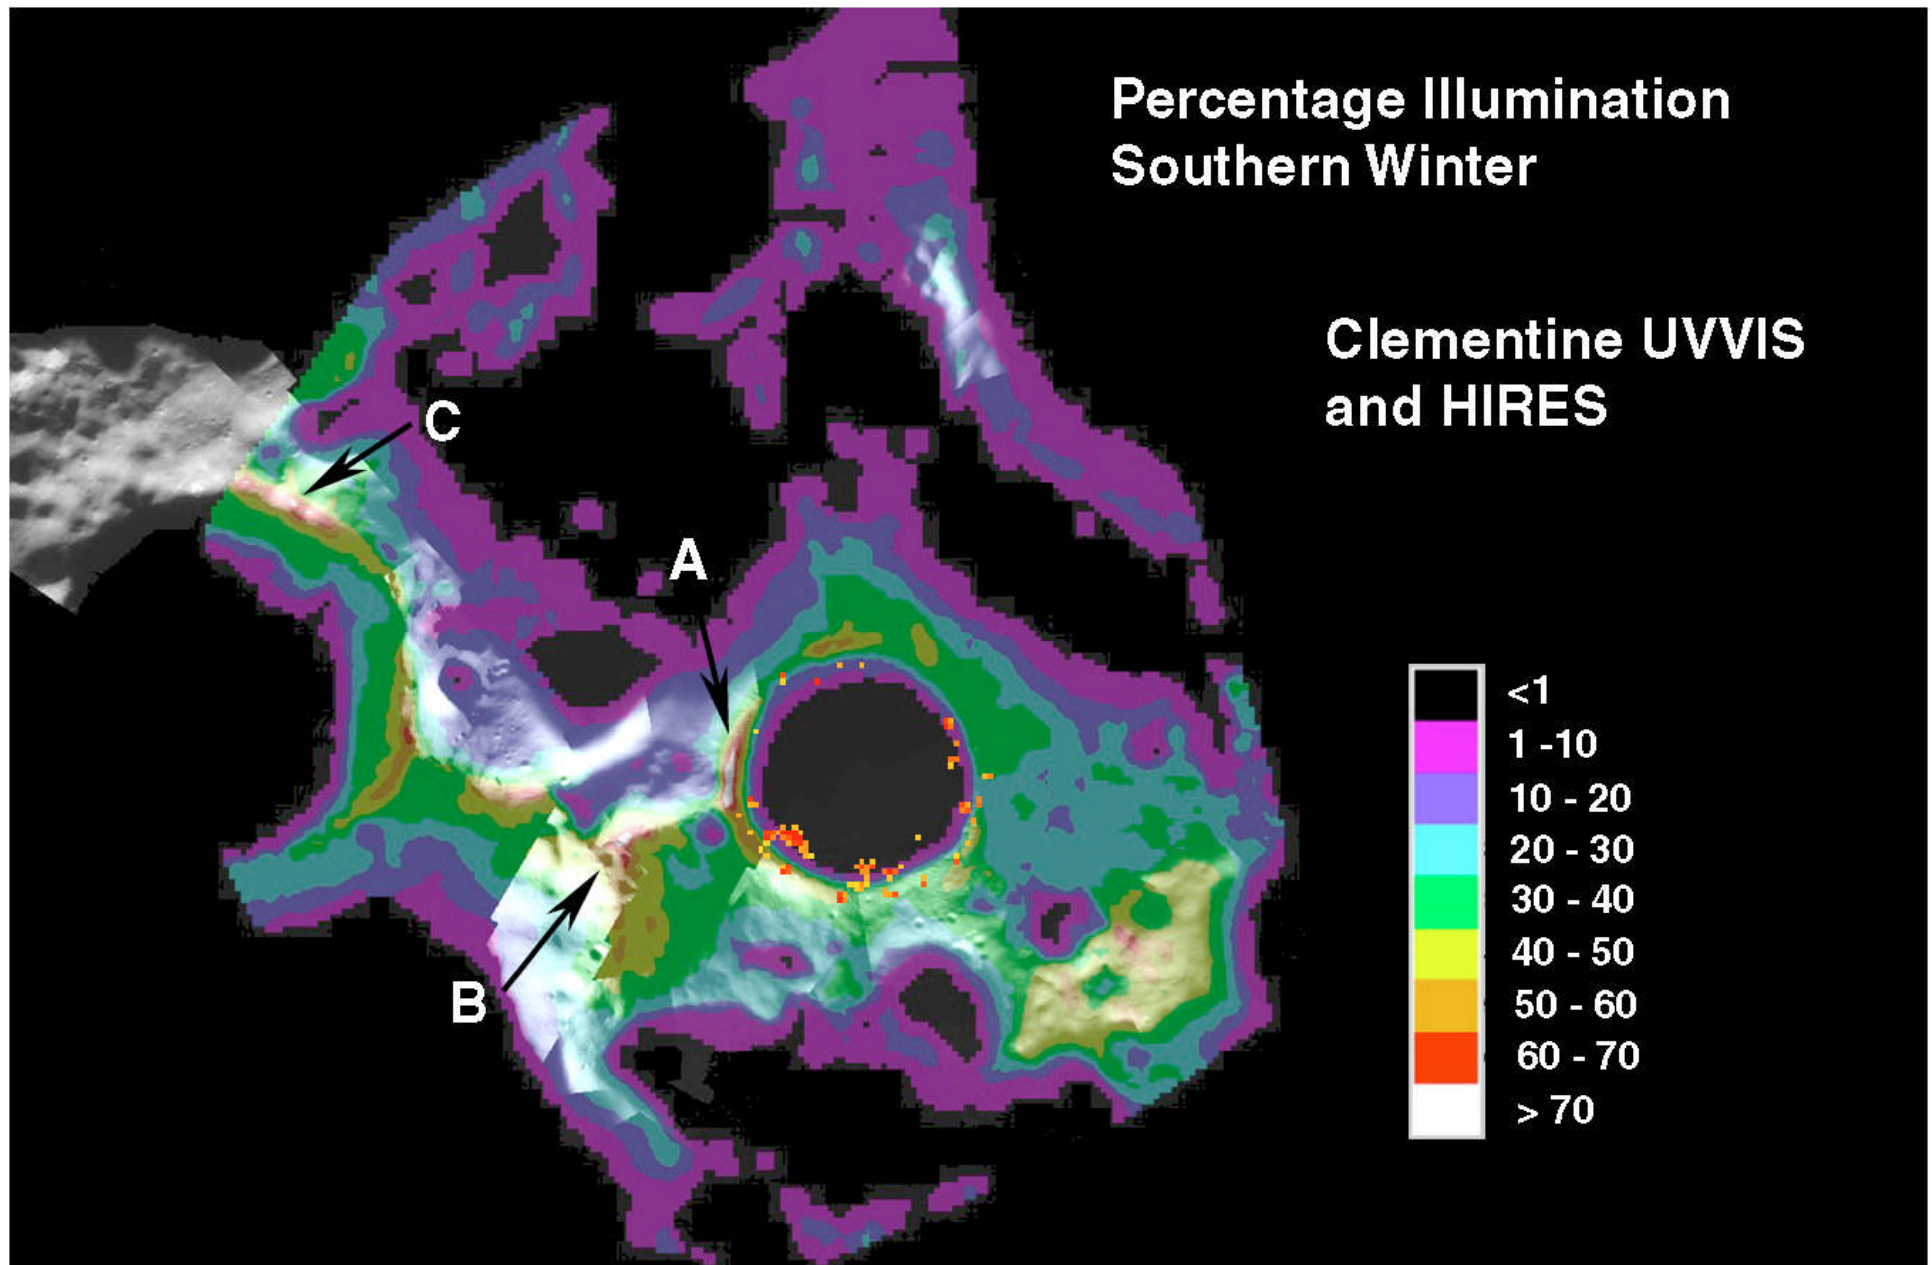 Percentage Illumination
Southern Winter
Clementine UVVIS
and HIRES
C
A
B
<1
1 -10
10 - 20
20 - 30
30 - 40
40 - 50
50 - 60
60 - 70
> 70